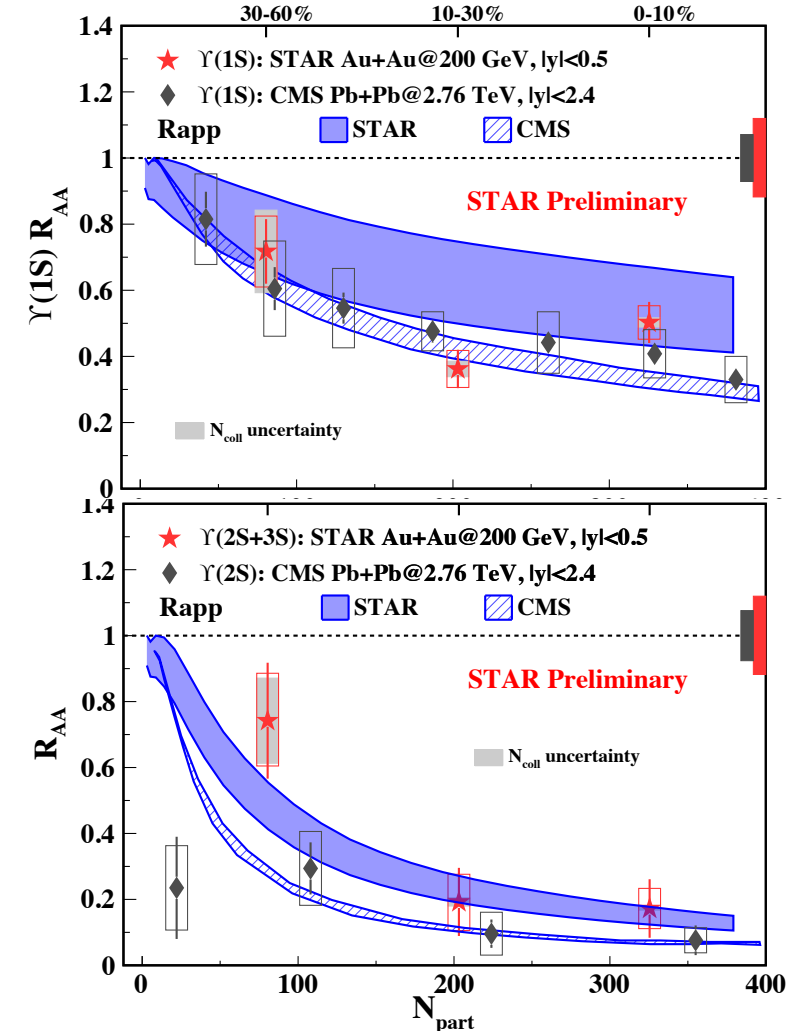 30-60% 10-30% 0-10%
1.4
ϒ(1S): STAR Au+Au@200 GeV, |y|<0.5
1.2
ϒ(1S): CMS Pb+Pb@2.76 TeV, |y|<2.4
Rapp STAR CMS
1
STAR Preliminary
0.8
ϒ(1S) R_AA
0.6
0.4
0.2
N_coll uncertainty
0
1.4
ϒ(2S+3S): STAR Au+Au@200 GeV, |y|<0.5
1.2
ϒ(2S): CMS Pb+Pb@2.76 TeV, |y|<2.4
Rapp STAR CMS
1
STAR Preliminary
0.8
R_AA
N_coll uncertainty
0.6
0.4
0.2
0
0 100 200 300 400
N_part